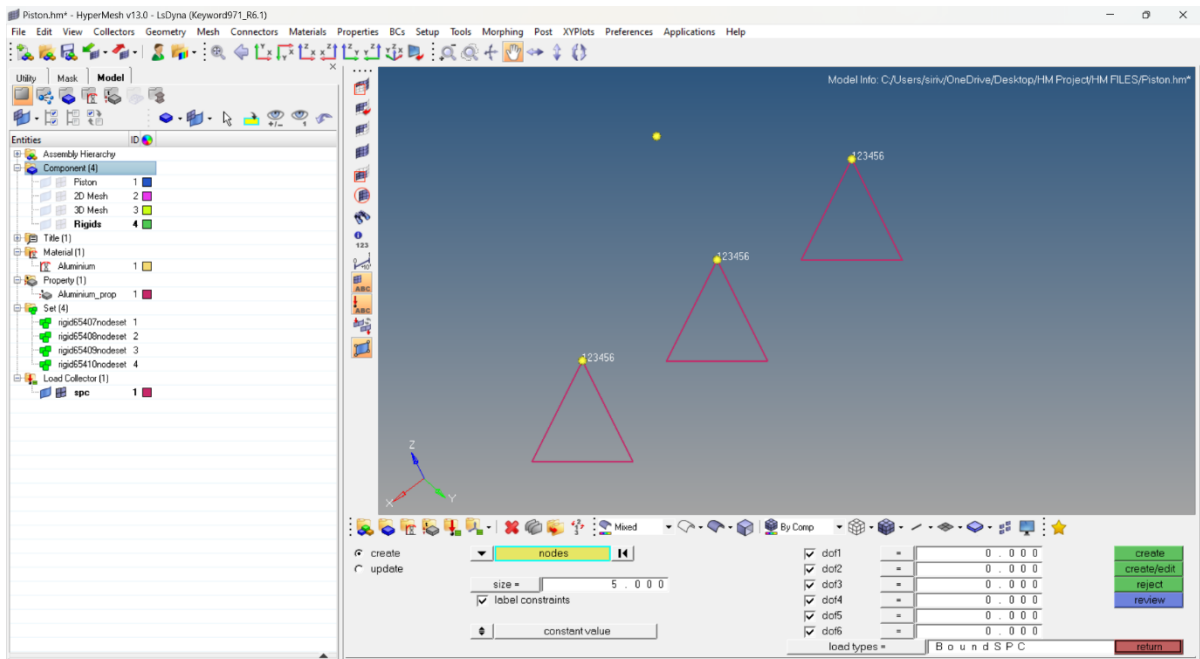 Piston.hm* - HyperMesh v13.0 - LsDyna (Keyword971_R6.1)
File Edit View Collectors Geometry Mesh Connectors Materials Properties BCs Setup Tools Morphing Post XYPlots Preferences Applications Help
Utility Mask Model
Model Info: C:/Users/siriv/OneDrive/Desktop/HM Project/HM FILES/Piston.hm*
Entities ID
Assembly Hierarchy
Component (4)
Piston 1
2D Mesh 2
3D Mesh 3
Rigids 4
Title (1)
Material (1)
Aluminium 1
Property (1)
Aluminium_prop 1
Set (4)
rigid65407nodeset 1
rigid65408nodeset 2
rigid65409nodeset 3
rigid65410nodeset 4
Load Collector (1)
spc 1
123
ABC
ABC
123456
123456
123456
Z
X
Y
Mixed
By Comp
create
update
nodes
size = 5.000
label constraints
constant value
dof1 = 0.000
dof2 = 0.000
dof3 = 0.000
dof4 = 0.000
dof5 = 0.000
dof6 = 0.000
load types = BoundSPC
create
create/edit
reject
review
return